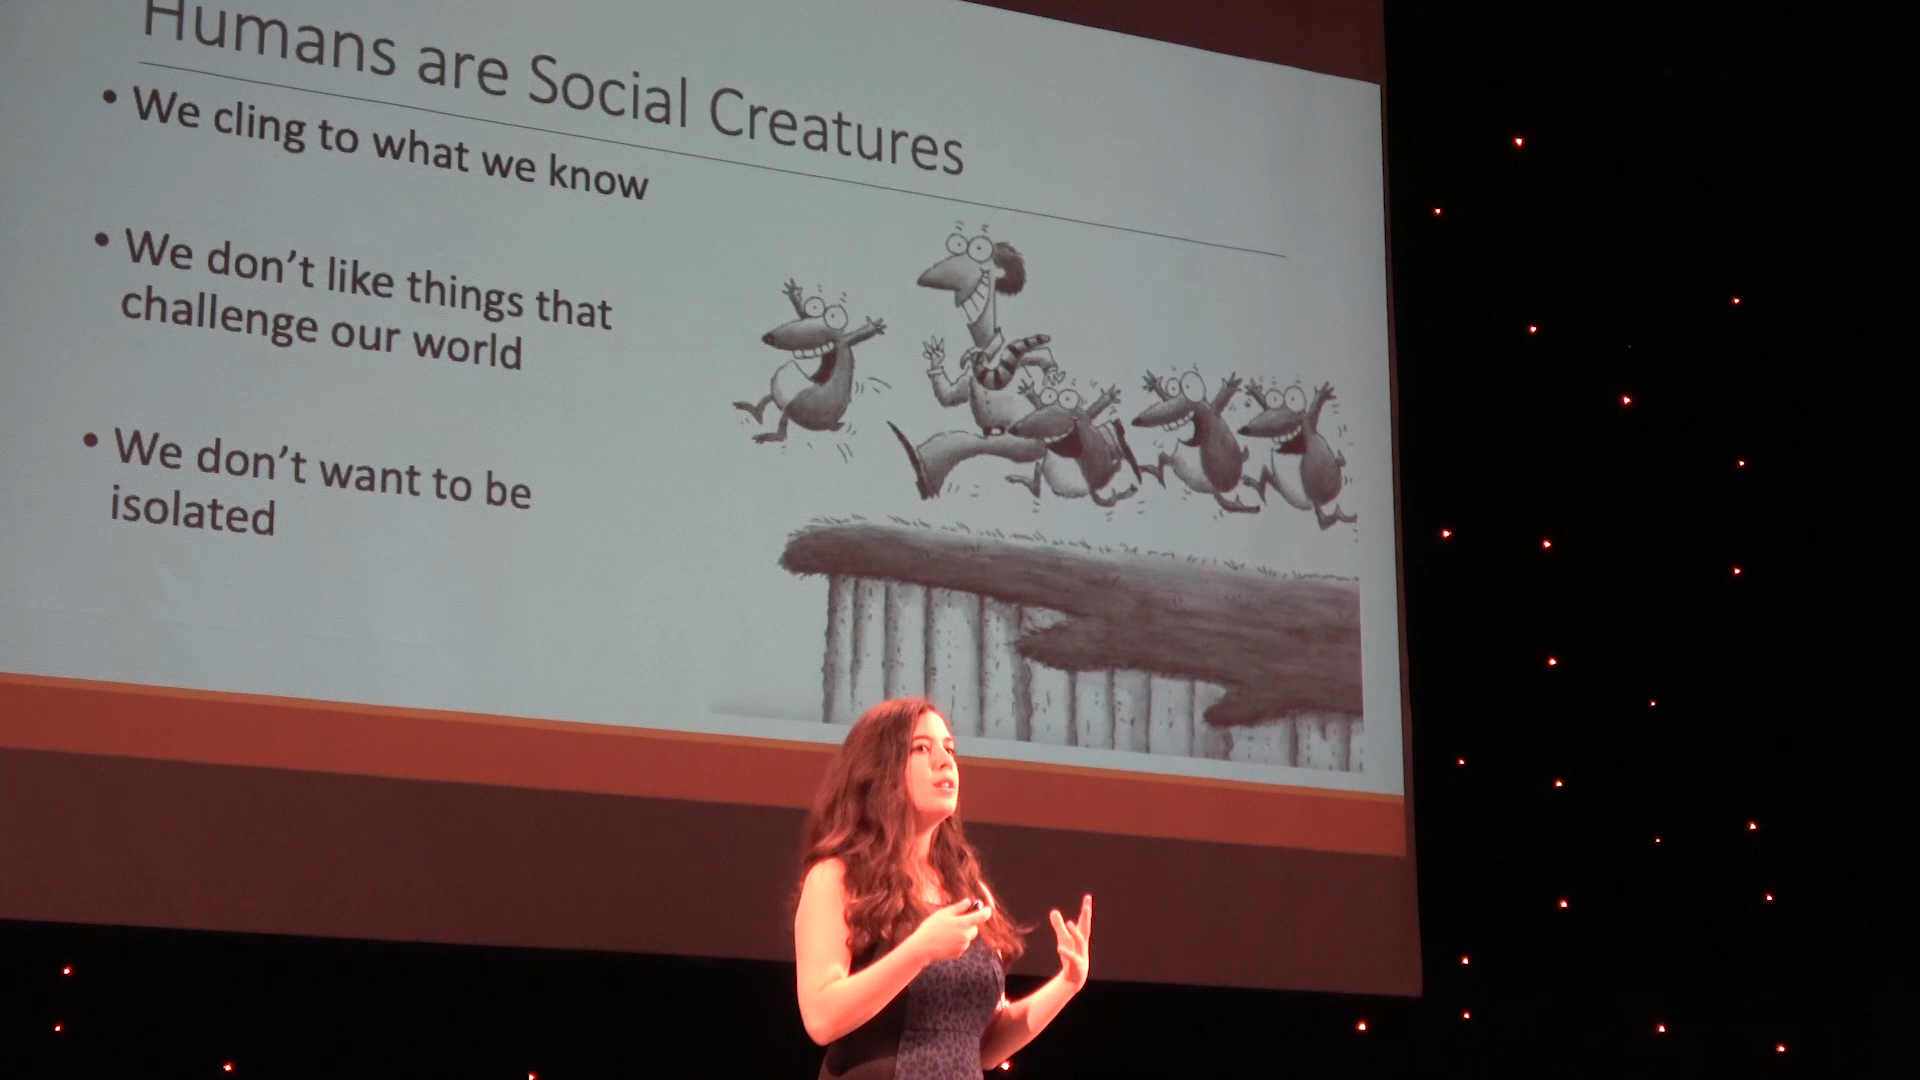 Humans are Social Creatures
• We cling to what we know
• We don’t like things that
challenge our world
• We don’t want to be
isolated